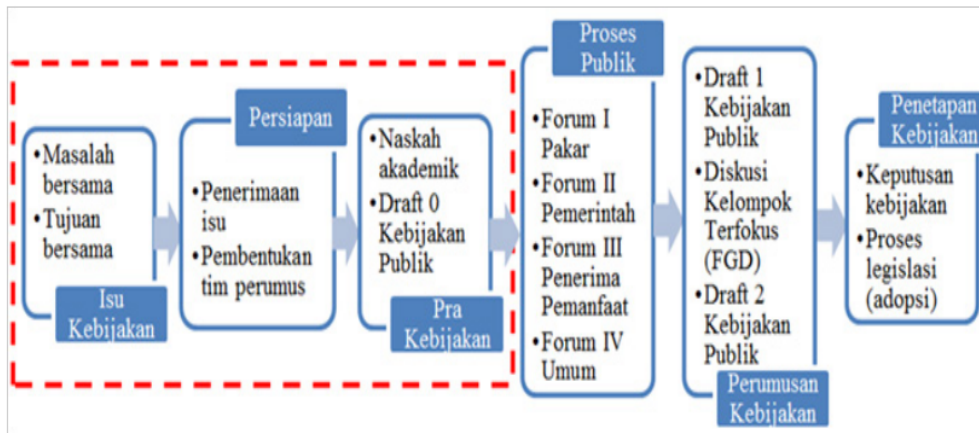 • Masalah
bersama
• Tujuan
bersama
Isu
Kebijakan
Persiapan
• Penerimaan
isu
• Pembentukan
tim perumus
• Naskah
akademik
• Draft 0
Kebijakan
Publik
Pra
Kebijakan
Proses
Publik
• Forum I
Pakar
• Forum II
Pemerintah
• Forum III
Penerima
Pemanfaat
• Forum IV
Umum
• Draft 1
Kebijakan
Publik
• Diskusi
Kelompok
Terfokus
(FGD)
• Draft 2
Kebijakan
Publik
Perumusan
Kebijakan
Penetapan
Kebijakan
• Keputusan
kebijakan
• Proses
legislasi
(adopsi)